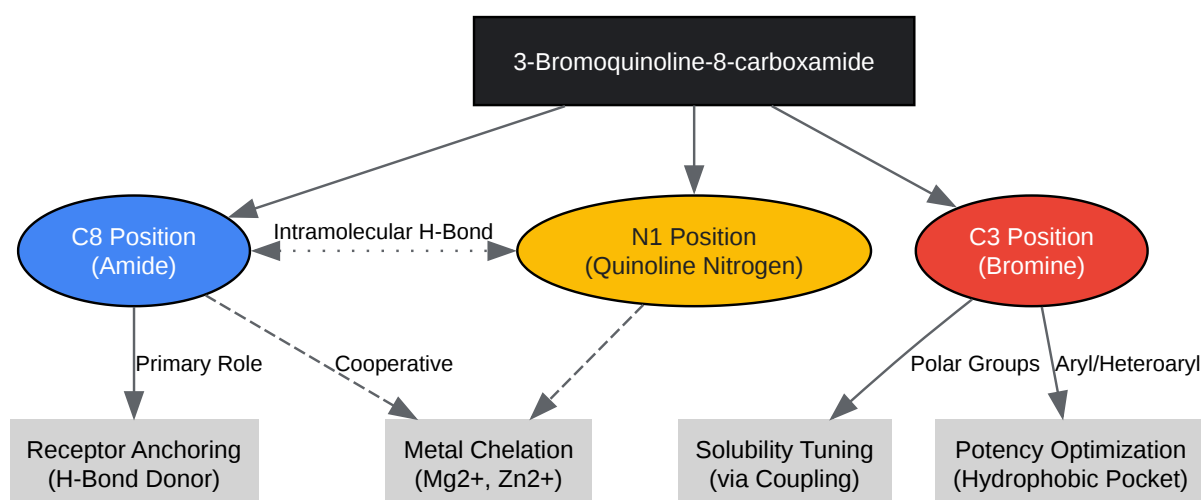 3-Bromoquinoline-8-carboxamide
C8 Position
(Amide)
Intramolecular H-Bond
N1 Position
(Quinoline Nitrogen)
C3 Position
(Bromine)
Primary Role
Cooperative
Polar Groups
Aryl/Heteroaryl
Receptor Anchoring
(H-Bond Donor)
Metal Chelation
(Mg2+, Zn2+)
Solubility Tuning
(via Coupling)
Potency Optimization
(Hydrophobic Pocket)